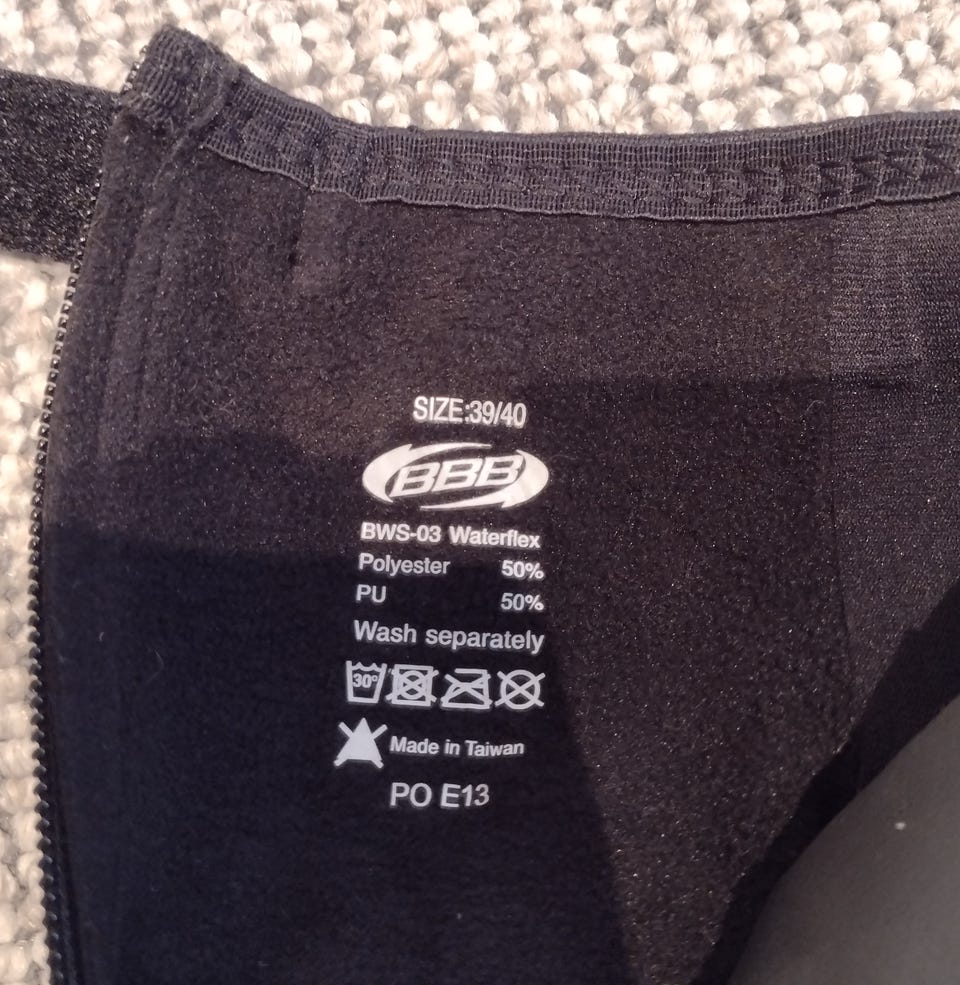 SIZE:39/40
BBB
BWS-03 Waterflex
Polyester 50%
PU 50%
Wash separately
30°
Made in Taiwan
PO E13